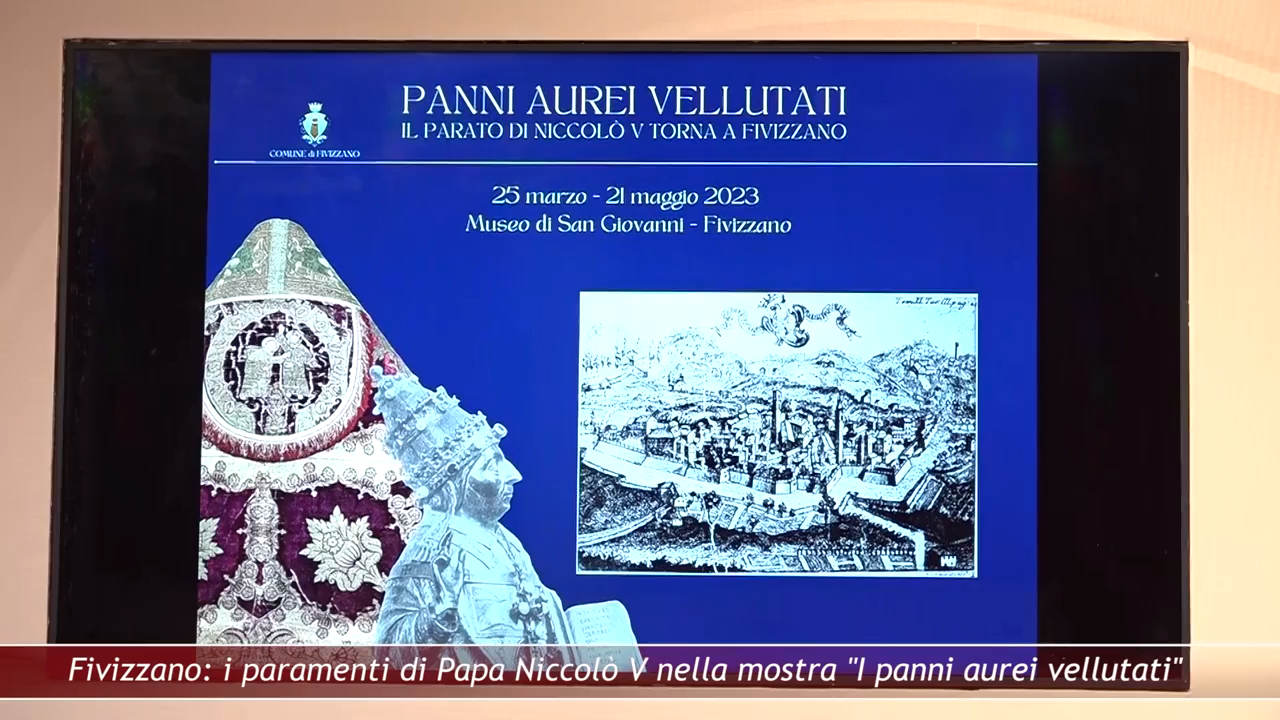 PANNI AUREI VELLUTATI
IL PARATO DI NICCOLÒ V TORNA A FIVIZZANO
COMUNE di FIVIZZANO
25 marzo - 21 maggio 2023
Museo di San Giovanni - Fivizzano
Fivizzano: i paramenti di Papa Niccolò V nella mostra "I panni aurei vellutati"